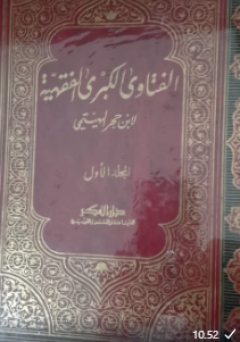 الفتاوى الكبرى الفقهية
لابن حجر الهيتمي
المجلد الأول
دار الفكر
10.52